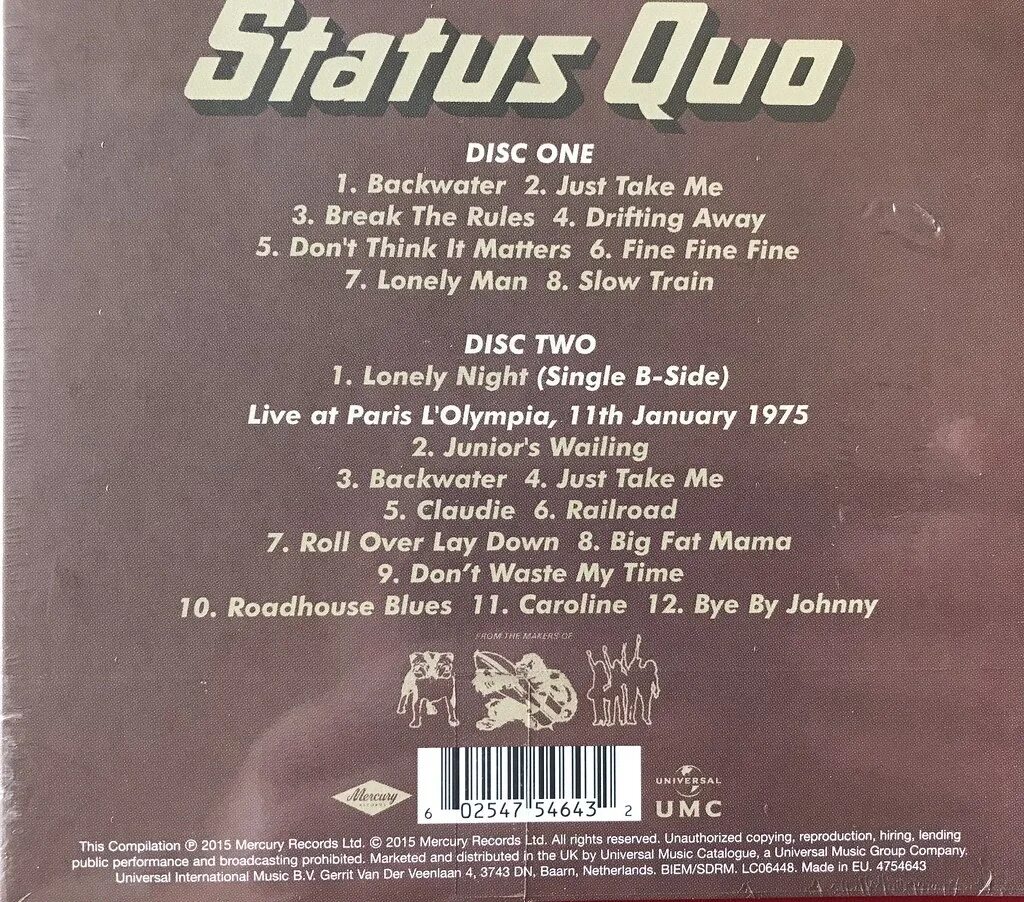 Status Quo
DISC ONE
1. Backwater 2. Just Take Me
3. Break The Rules 4. Drifting Away
5. Don't Think It Matters 6. Fine Fine Fine
7. Lonely Man 8. Slow Train
DISC TWO
1. Lonely Night (Single B-Side)
Live at Paris L'Olympia, 11th January 1975
2. Junior's Wailing
3. Backwater 4. Just Take Me
5. Claudie 6. Railroad
7. Roll Over Lay Down 8. Big Fat Mama
9. Don’t Waste My Time
10. Roadhouse Blues 11. Caroline 12. Bye By Johnny
FROM THE MAKERS OF
Mercury
RECORDS
6 02547 54643 2
UNIVERSAL
UMC
This Compilation ℗ 2015 Mercury Records Ltd. © 2015 Mercury Records Ltd. All rights reserved. Unauthorized copying, reproduction, hiring, lending
public performance and broadcasting prohibited. Marketed and distributed in the UK by Universal Music Catalogue, a Universal Music Group Company.
Universal International Music B.V. Gerrit Van Der Veenlaan 4, 3743 DN, Baarn, Netherlands. BIEM/SDRM. LC06448. Made in EU. 4754643